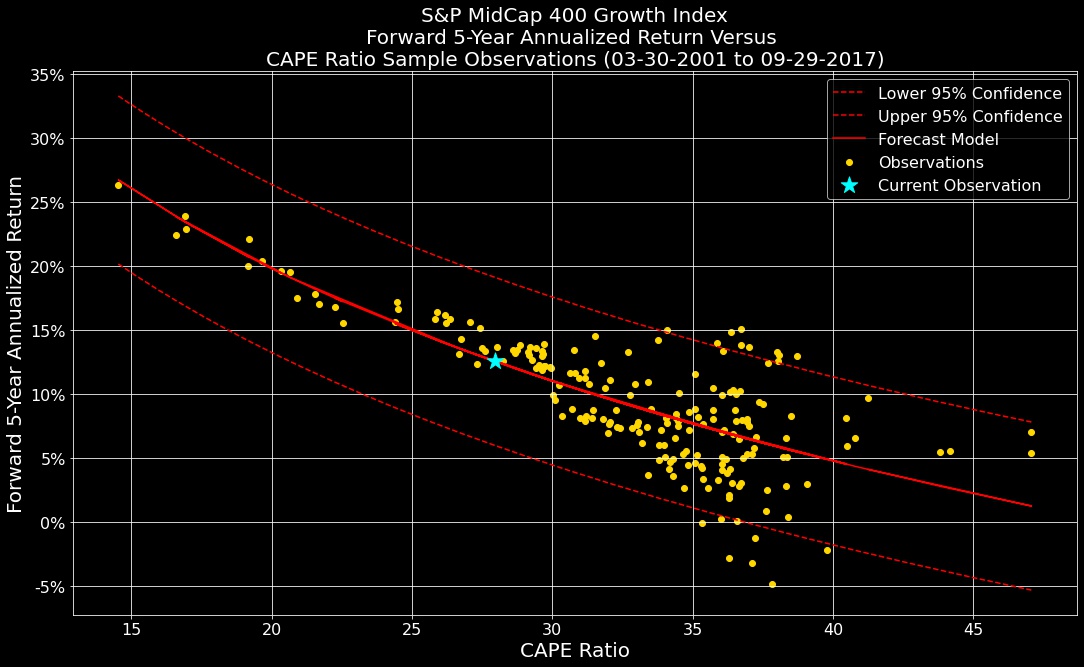 S&P MidCap 400 Growth Index
Forward 5-Year Annualized Return Versus
CAPE Ratio Sample Observations (03-30-2001 to 09-29-2017)
Lower 95% Confidence
Upper 95% Confidence
Forecast Model
Observations
Current Observation
Forward 5-Year Annualized Return
35%
30%
25%
20%
15%
10%
5%
0%
-5%
15 20 25 30 35 40 45
CAPE Ratio